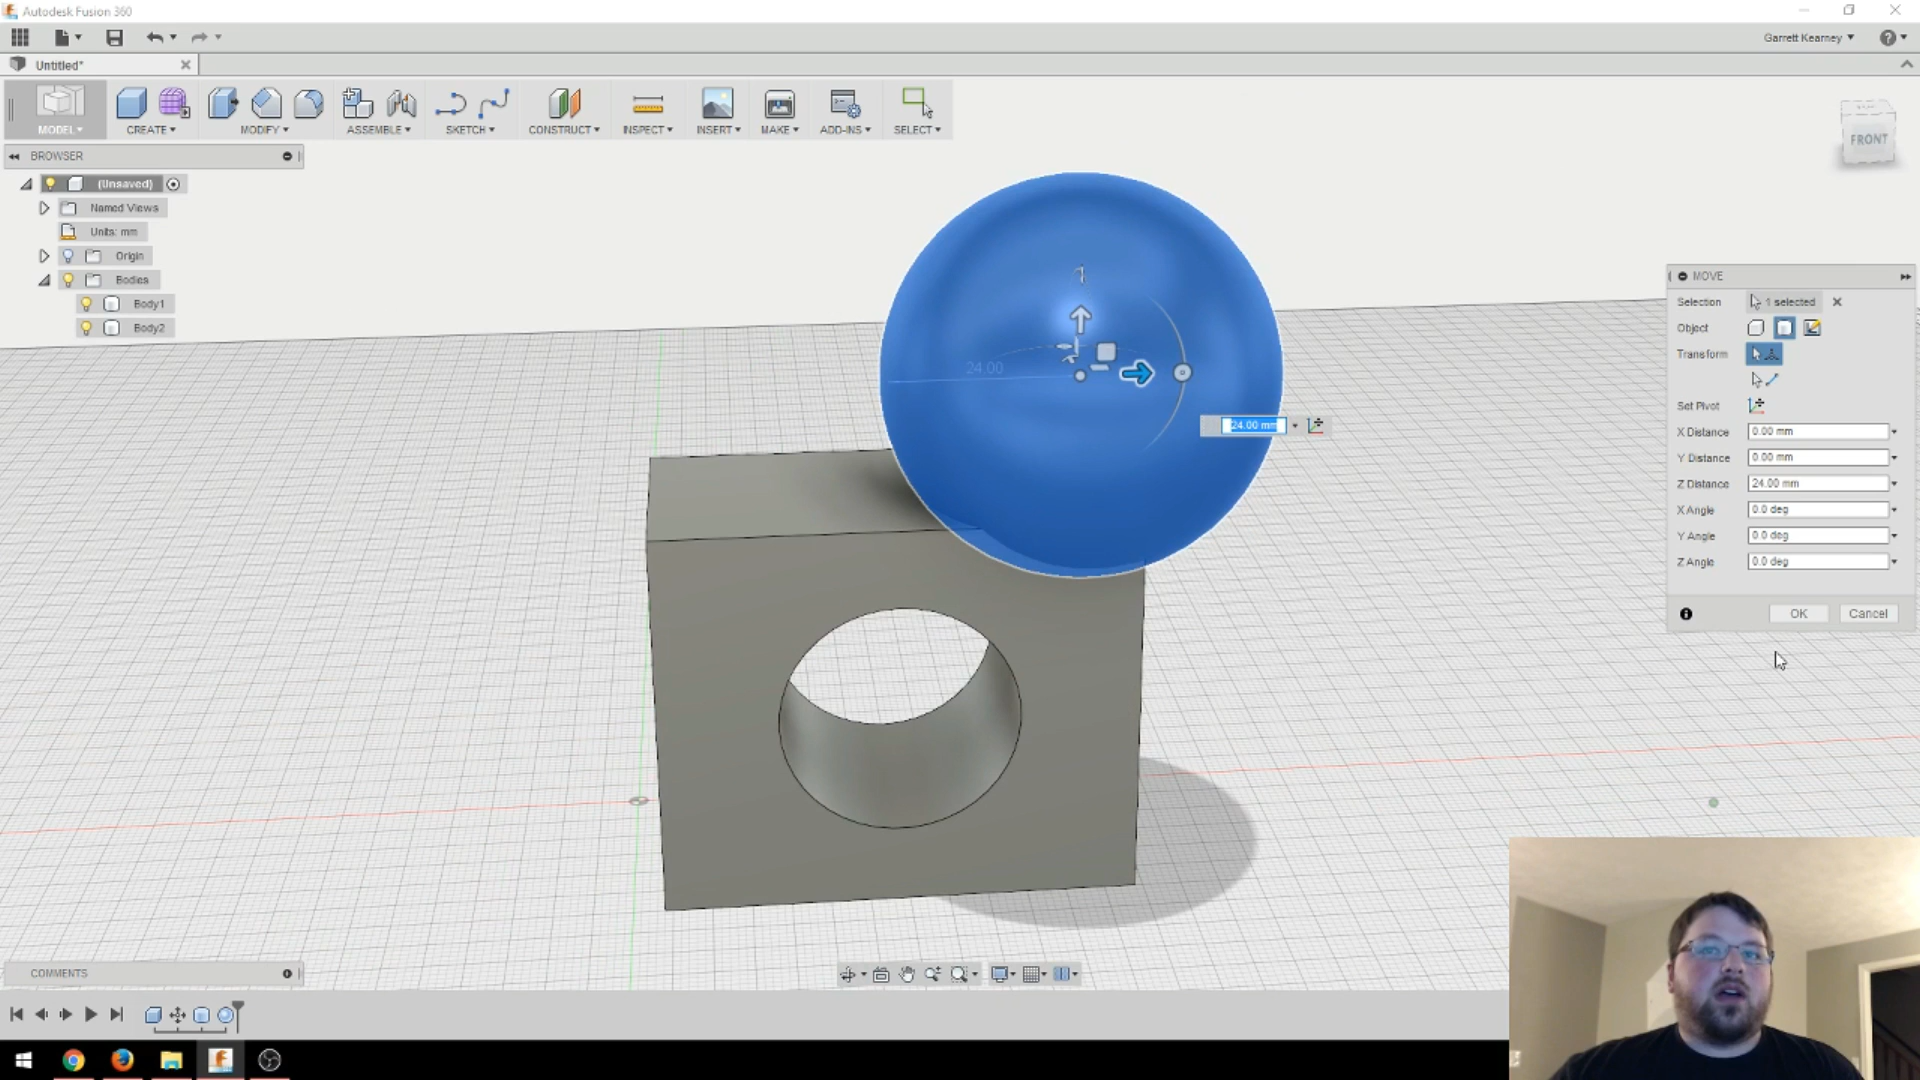 Autodesk Fusion 360
Garrett Kearney
Untitled*
MODEL
CREATE
MODIFY
ASSEMBLE
SKETCH
CONSTRUCT
INSPECT
INSERT
MAKE
ADD-INS
SELECT
FRONT
BROWSER
(Unsaved)
Named Views
Units: mm
Origin
Bodies
Body1
Body2
24.00
24.00 mm
MOVE
Selection 1 selected
Object
Transform
Set Pivot
X Distance 0.00 mm
Y Distance 0.00 mm
Z Distance 24.00 mm
X Angle 0.0 deg
Y Angle 0.0 deg
Z Angle 0.0 deg
OK Cancel
COMMENTS